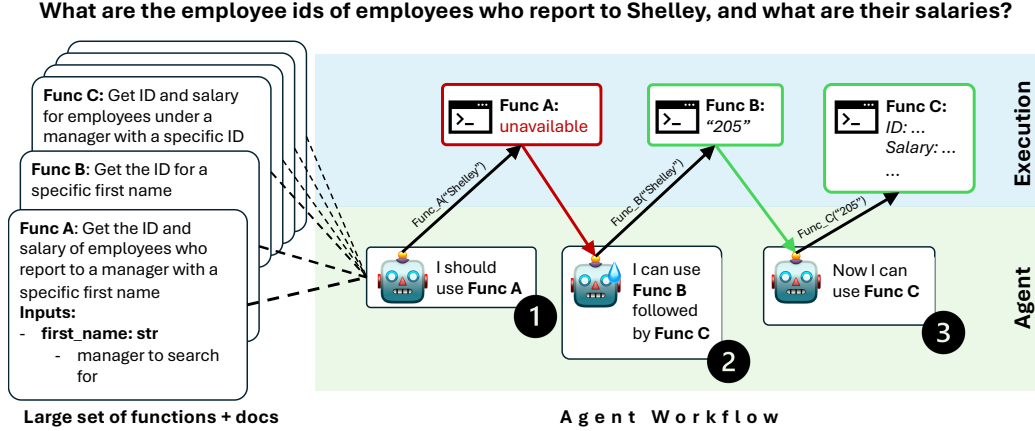 What are the employee ids of employees who report to Shelley, and what are their salaries?
Func C: Get ID and salary
for employees under a
manager with a specific ID
Func B: Get the ID for a
specific first name
Func A: Get the ID and
salary of employees who
report to a manager with a
specific first name
Inputs:
- first_name: str
- manager to search
for
Large set of functions + docs
Func A:
unavailable
Func B:
“205”
Func C:
ID: ...
Salary: ...
...
Execution
Func_A(“Shelley”)
Func_B(“Shelley”)
Func_C(“205”)
I should
use Func A
1
I can use
Func B
followed
by Func C
2
Now I can
use Func C
3
Agent
Agent Workflow